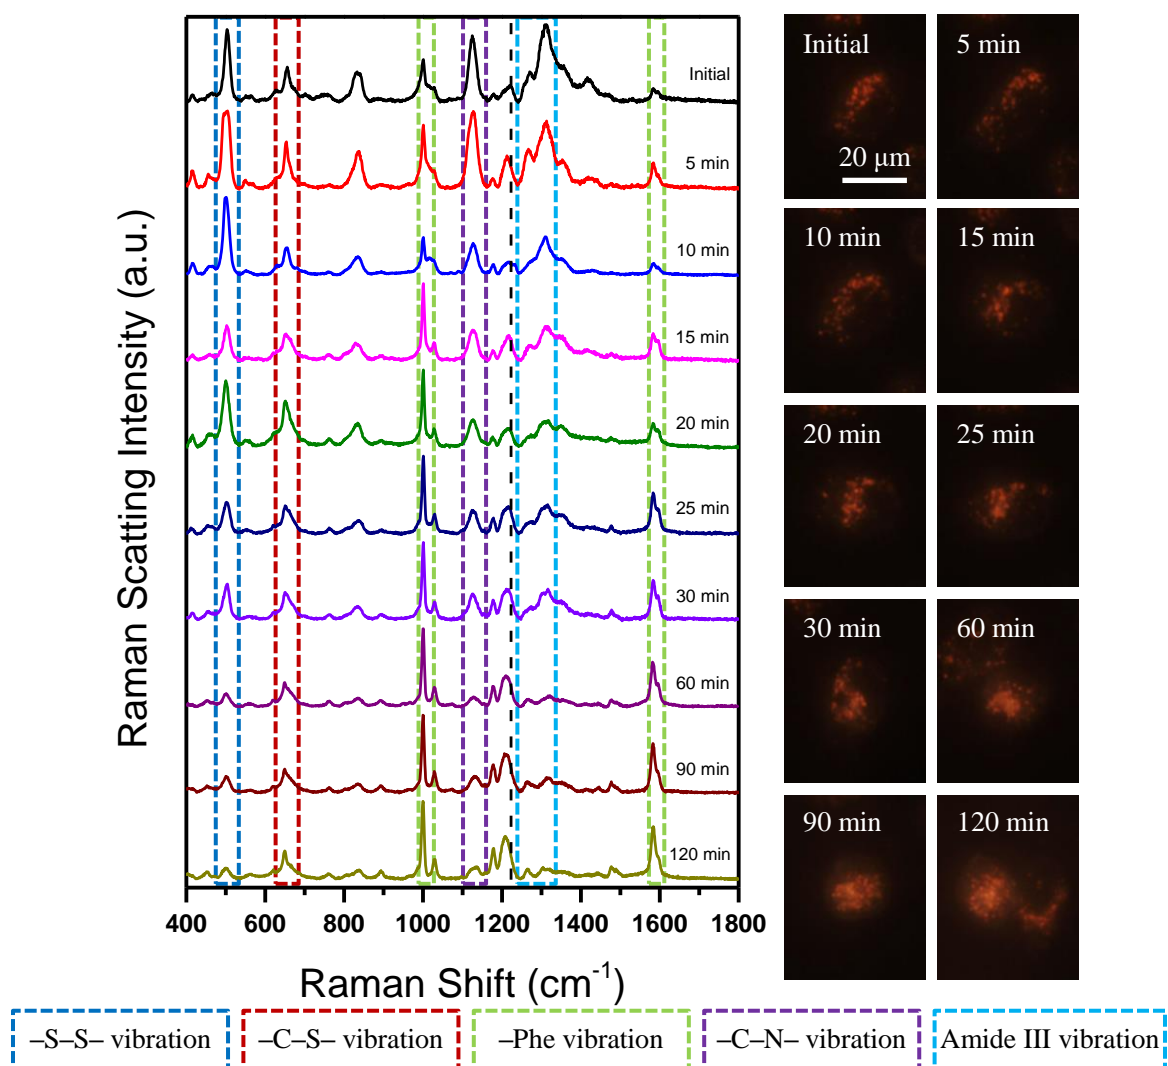 Raman Scatting Intensity (a.u.)
Initial
5 min
10 min
15 min
20 min
25 min
30 min
60 min
90 min
120 min
400 600 800 1000 1200 1400 1600 1800
Raman Shift (cm⁻¹)
Initial
5 min
20 μm
10 min
15 min
20 min
25 min
30 min
60 min
90 min
120 min
–S–S– vibration
–C–S– vibration
–Phe vibration
–C–N– vibration
Amide III vibration